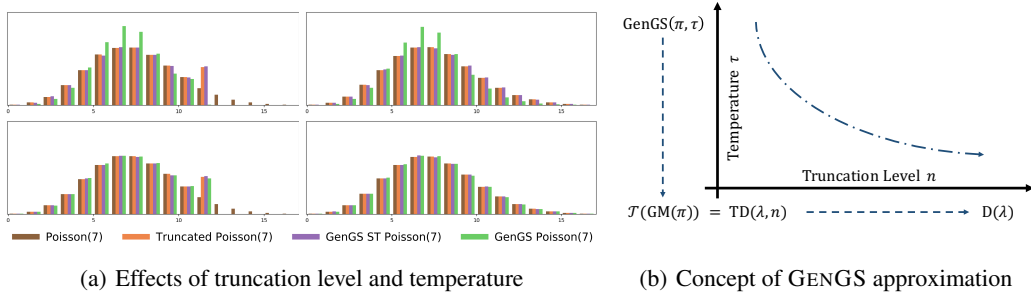 0 5 10 15 0 5 10 15
0 5 10 15 0 5 10 15
Poisson(7) Truncated Poisson(7) GenGS ST Poisson(7) GenGS Poisson(7)
(a) Effects of truncation level and temperature
GenGS(π, τ)
Temperature τ
Truncation Level n
𝒯(GM(π)) = TD(λ, n) D(λ)
(b) Concept of GENGS approximation